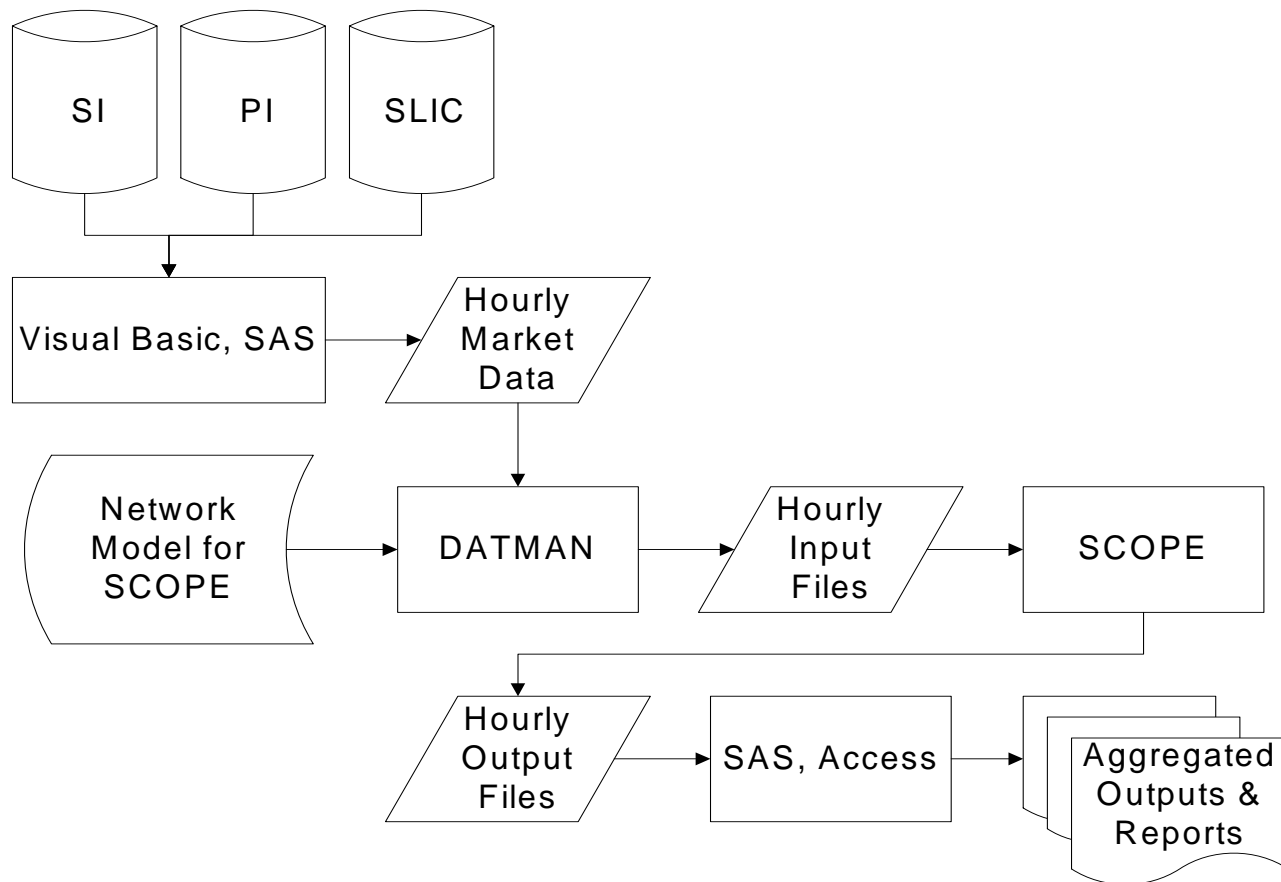 SI
PI
SLIC
Visual Basic, SAS
Hourly
Market
Data
Network
Model for
SCOPE
DATMAN
Hourly
Input
Files
SCOPE
Hourly
Output
Files
SAS, Access
Aggregated
Outputs &
Reports